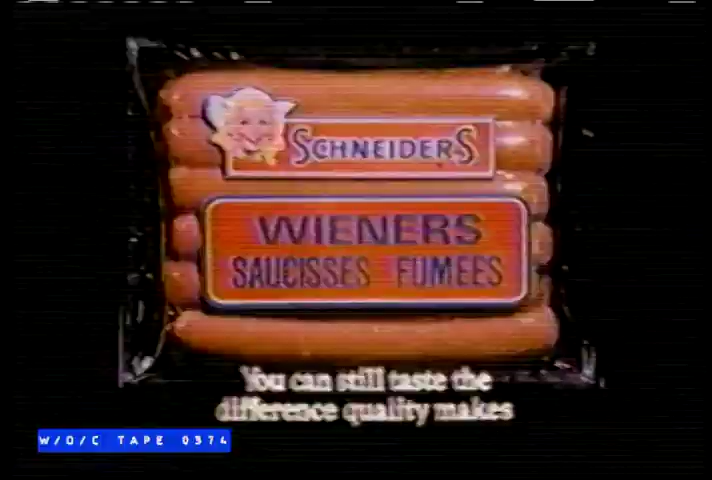 SCHNEIDERS
WIENERS
SAUCISSES FUMEES
You can still taste the
difference quality makes
W/O/C TAPE 0374